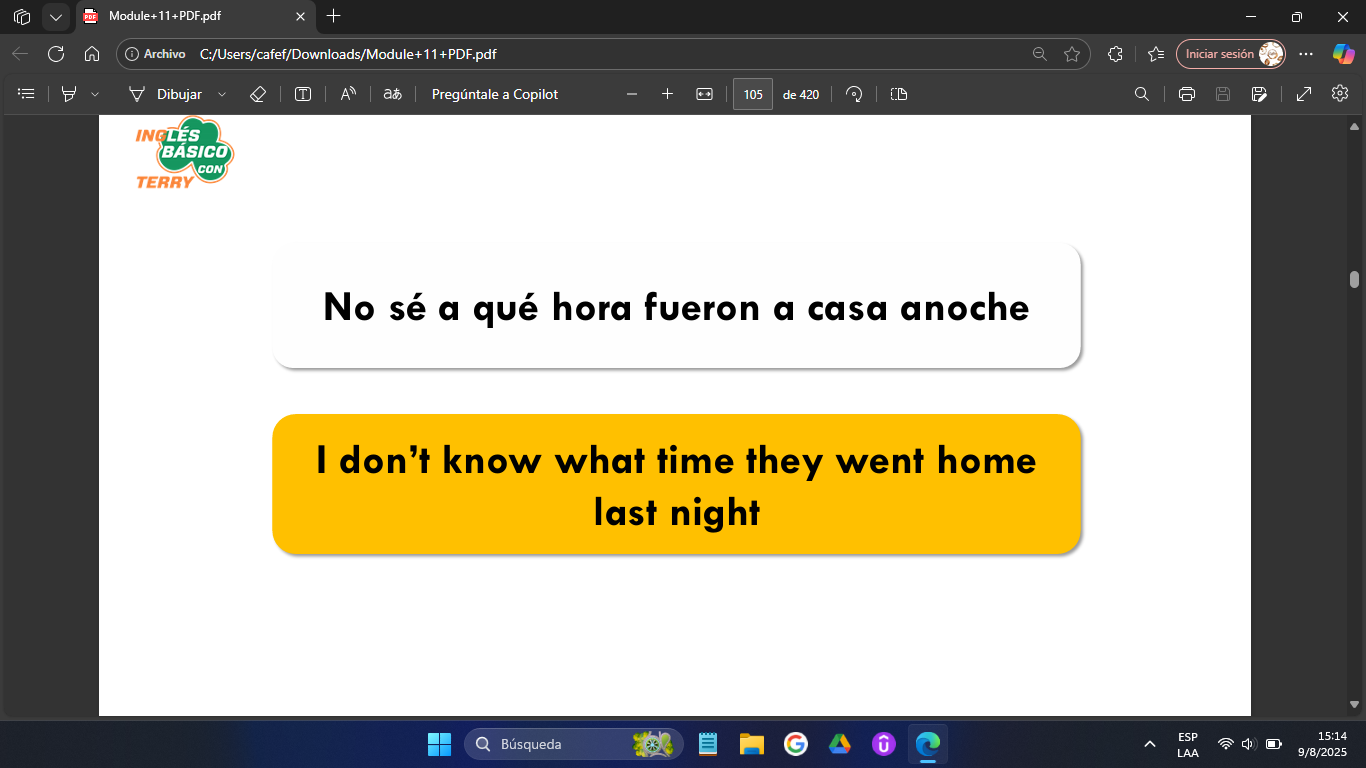 Module+11+PDF.pdf
Archivo C:/Users/cafef/Downloads/Module+11+PDF.pdf Iniciar sesión
Dibujar Pregúntale a Copilot 105 de 420
INGLÉS
BÁSICO
CON
TERRY
No sé a qué hora fueron a casa anoche
I don’t know what time they went home
last night
Búsqueda
ESP
LAA
15:14
9/8/2025